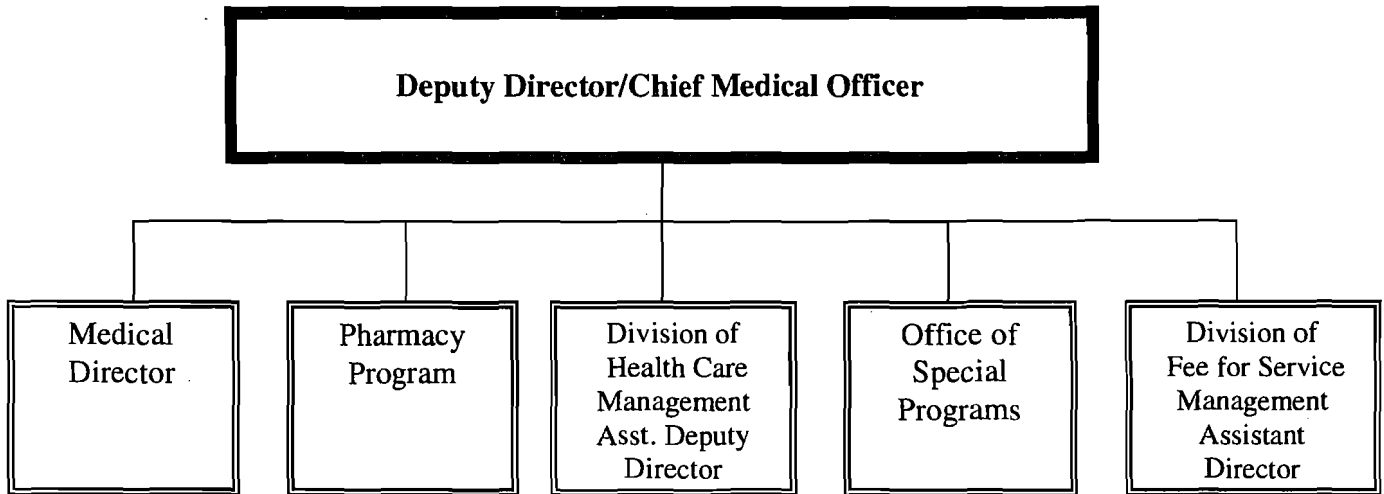 Deputy Director/Chief Medical Officer
Medical
Director
Pharmacy
Program
Division of
Health Care
Management
Asst. Deputy
Director
Office of
Special
Programs
Division of
Fee for Service
Management
Assistant
Director